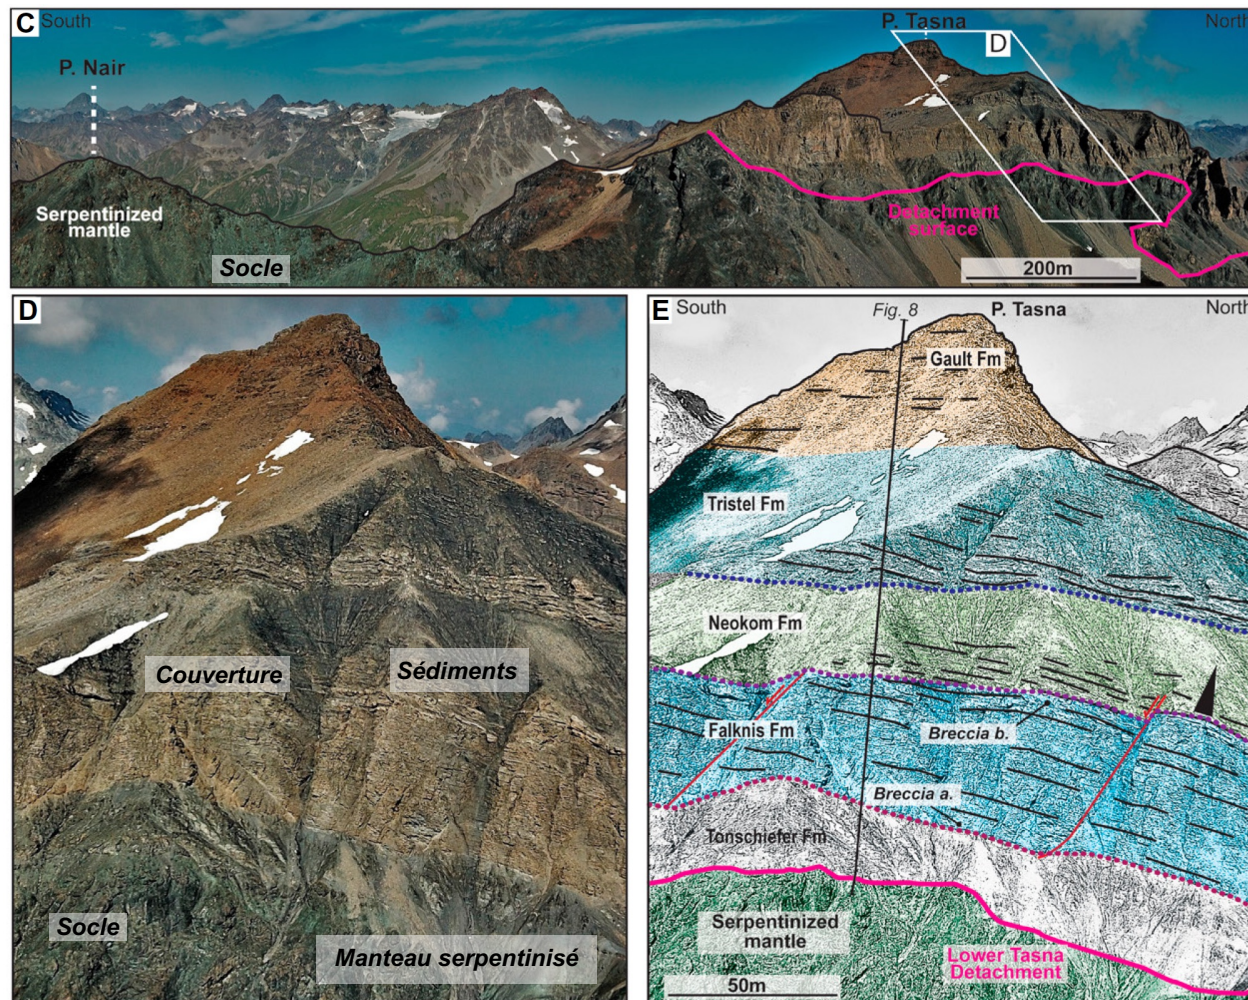 C South
P. Tasna
North
P. Nair
D
Serpentinized
mantle
Detachment
surface
Socle
200m
D
Couverture
Sédiments
Socle
Manteau serpentinisé
E South
Fig. 8
P. Tasna
North
Gault Fm
Tristel Fm
Neokom Fm
Falknis Fm
Breccia b.
Breccia a.
Tonschiefer Fm
Serpentinized
mantle
Lower Tasna
Detachment
50m